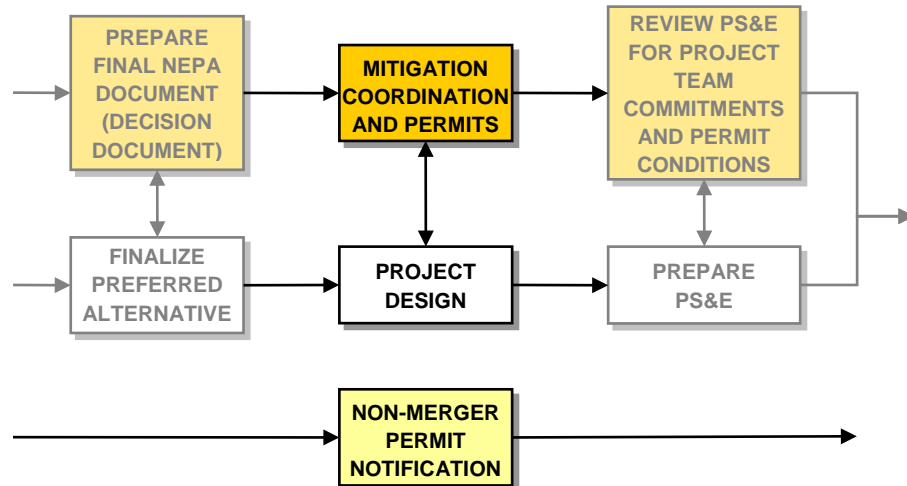 PREPARE
FINAL NEPA
DOCUMENT
(DECISION
DOCUMENT)
MITIGATION
COORDINATION
AND PERMITS
REVIEW PS&E
FOR PROJECT
TEAM
COMMITMENTS
AND PERMIT
CONDITIONS
FINALIZE
PREFERRED
ALTERNATIVE
PROJECT
DESIGN
PREPARE
PS&E
NON-MERGER
PERMIT
NOTIFICATION